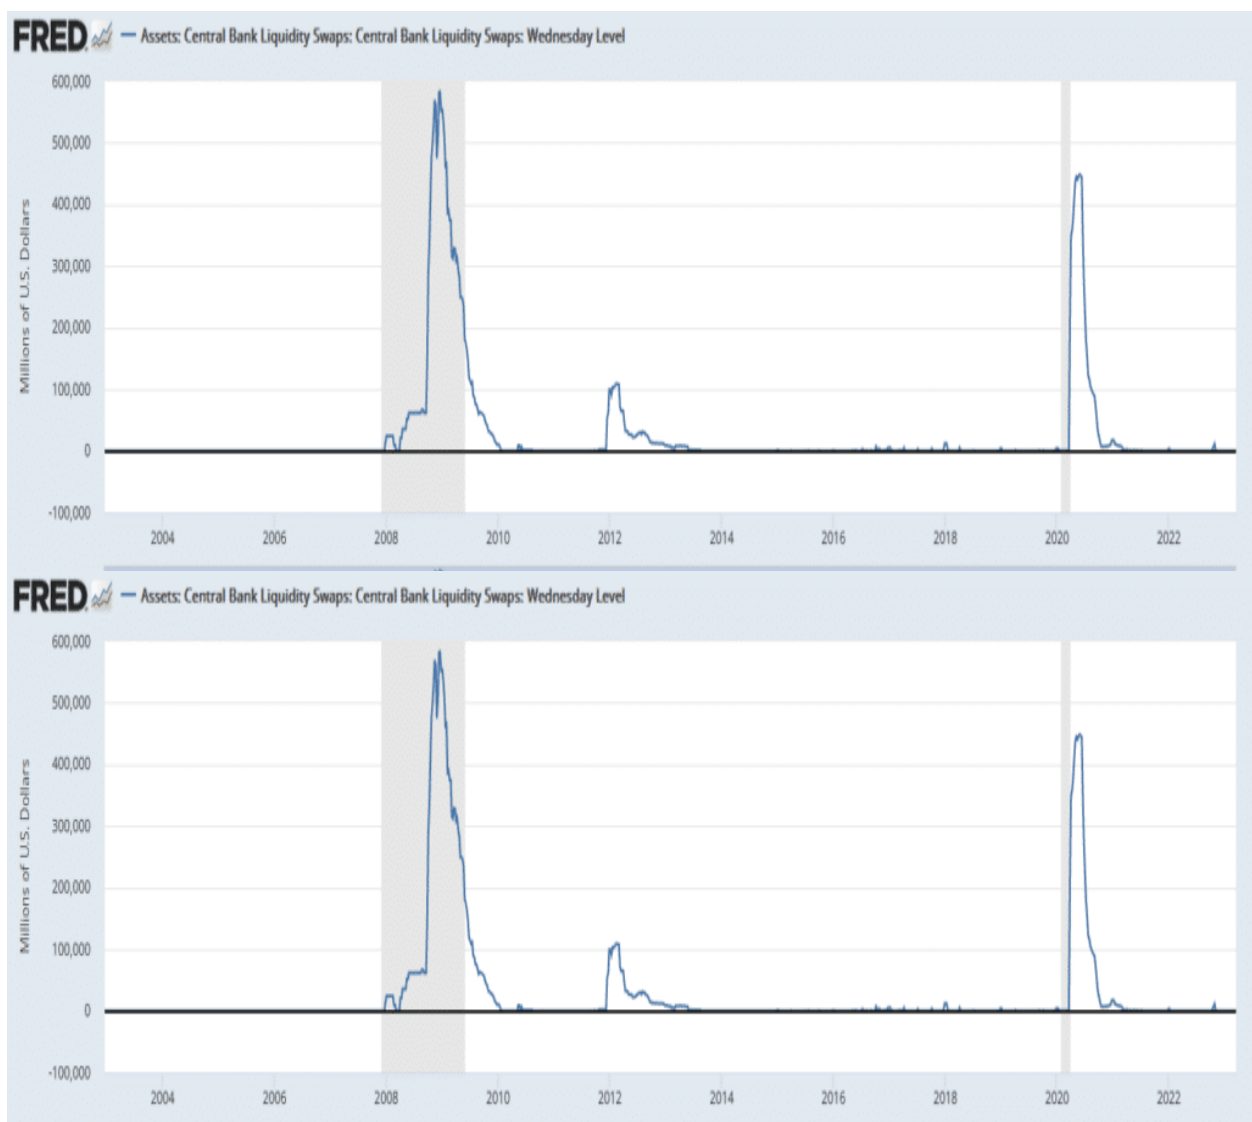 FRED
Assets: Central Bank Liquidity Swaps: Central Bank Liquidity Swaps: Wednesday Level
Millions of U.S. Dollars
600,000
500,000
400,000
300,000
200,000
100,000
0
-100,000
2004 2006 2008 2010 2012 2014 2016 2018 2020 2022
FRED
Assets: Central Bank Liquidity Swaps: Central Bank Liquidity Swaps: Wednesday Level
Millions of U.S. Dollars
600,000
500,000
400,000
300,000
200,000
100,000
0
-100,000
2004 2006 2008 2010 2012 2014 2016 2018 2020 2022